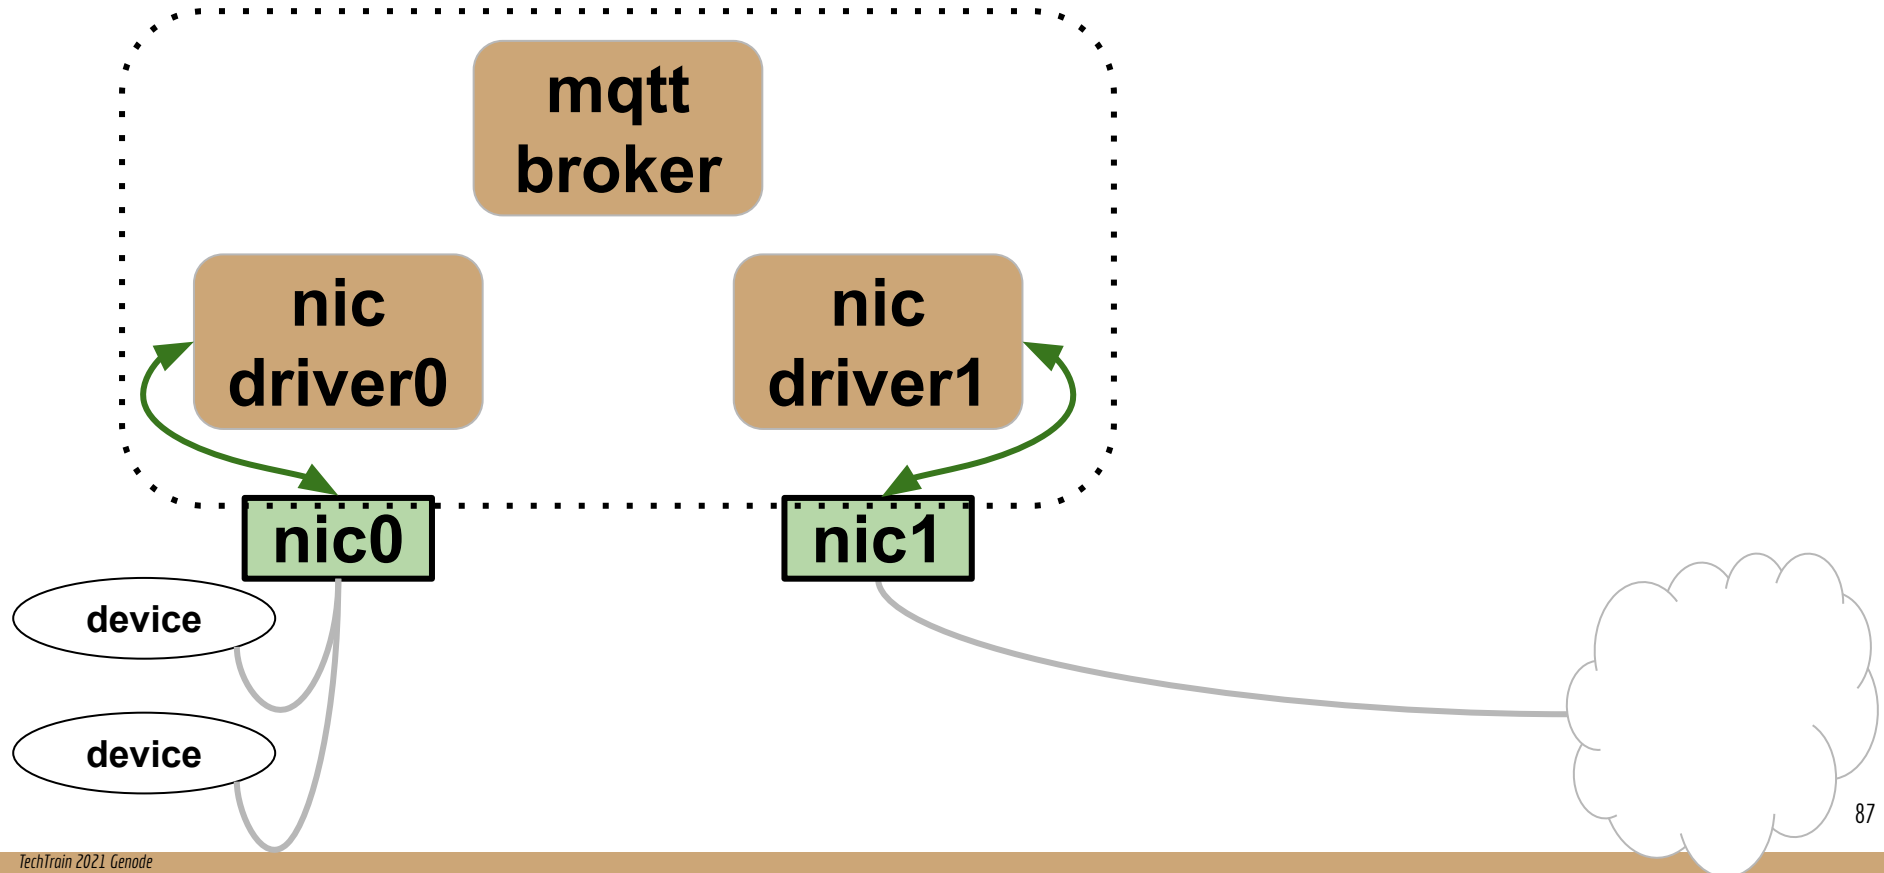 mqtt
broker
nic
driver0
nic
driver1
nic0
nic1
device
device
87
TechTrain 2021 Genode